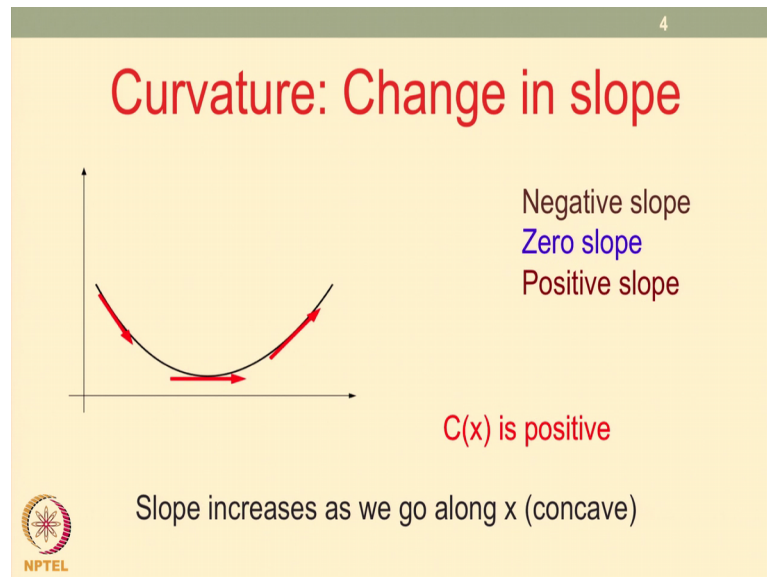 4
Curvature: Change in slope
Negative slope
Zero slope
Positive slope
C(x) is positive
Slope increases as we go along x (concave)
NPTEL